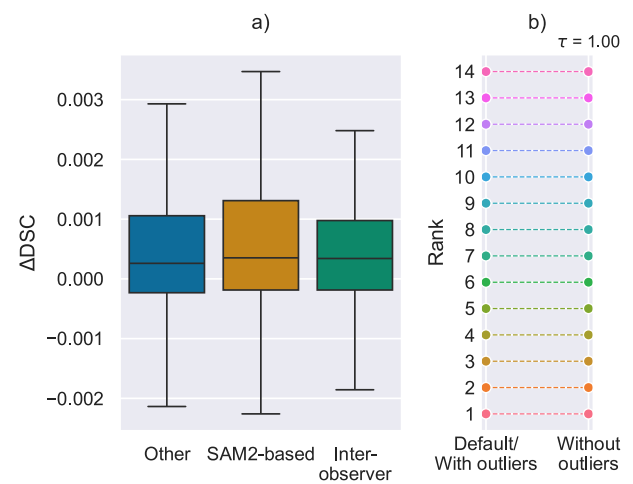 a)
ΔDSC
0.003
0.002
0.001
0.000
−0.001
−0.002
Other
SAM2-based
Inter-
observer
b)
τ = 1.00
Rank
14
13
12
11
10
9
8
7
6
5
4
3
2
1
Default/
With outliers
Without
outliers